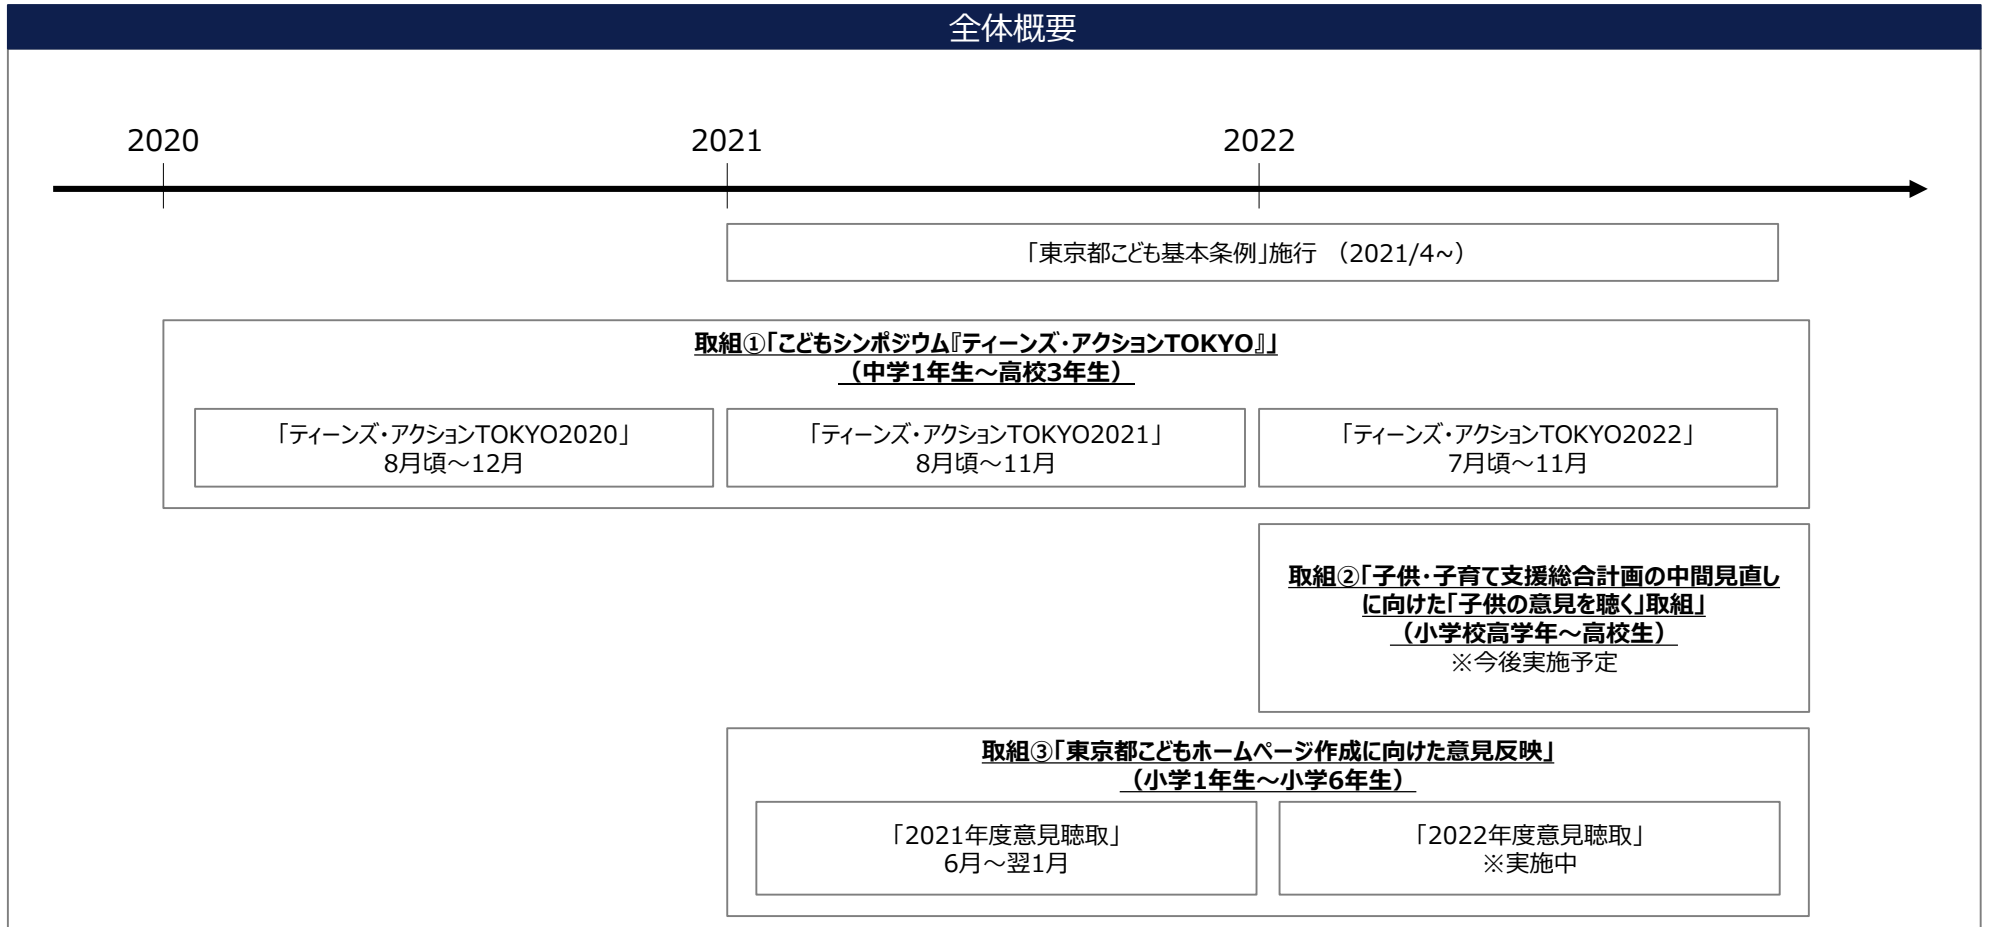 全体概要
2020
2021
2022
「東京都こども基本条例」施行 （2021/4~）
取組①「こどもシンポジウム『ティーンズ・アクションTOKYO』」
（中学1年生～高校3年生）
「ティーンズ・アクションTOKYO2020」
8月頃～12月
「ティーンズ・アクションTOKYO2021」
8月頃～11月
「ティーンズ・アクションTOKYO2022」
7月頃～11月
取組②「子供・子育て支援総合計画の中間見直し
に向けた「子供の意見を聴く」取組」
（小学校高学年～高校生）
※今後実施予定
取組③「東京都こどもホームページ作成に向けた意見反映」
（小学1年生～小学6年生）
「2021年度意見聴取」
6月～翌1月
「2022年度意見聴取」
※実施中